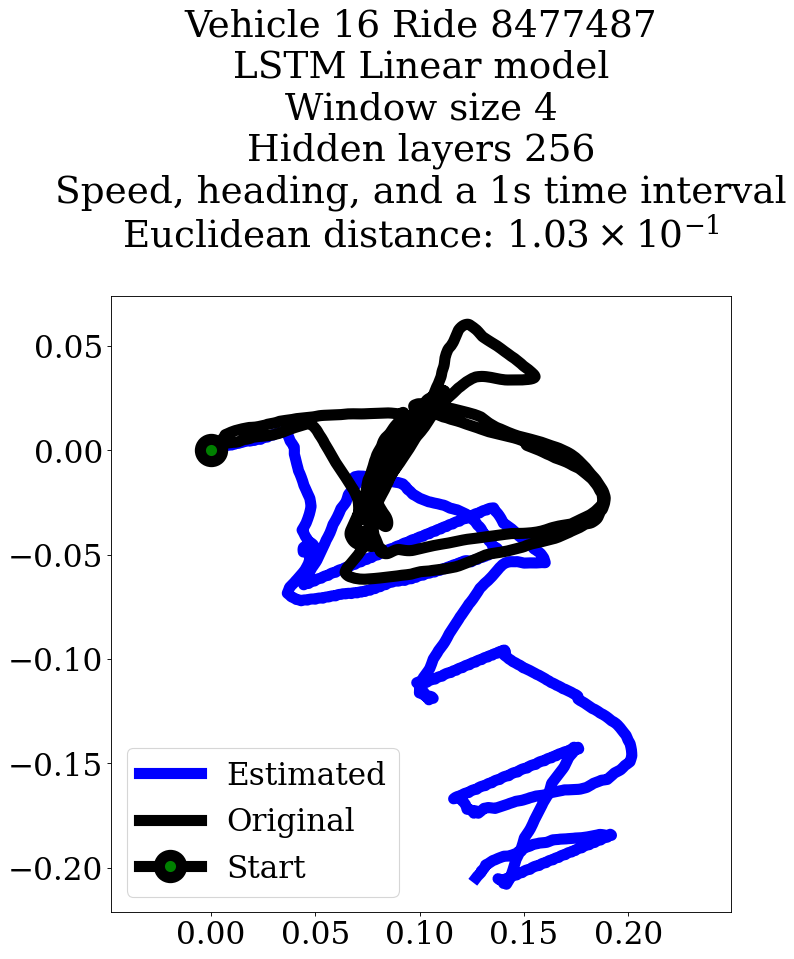 Vehicle 16 Ride 8477487
LSTM Linear model
Window size 4
Hidden layers 256
Speed, heading, and a 1s time interval
Euclidean distance: 1.03 × 10⁻¹
0.05
0.00
−0.05
−0.10
−0.15
−0.20
Estimated
Original
Start
0.00 0.05 0.10 0.15 0.20